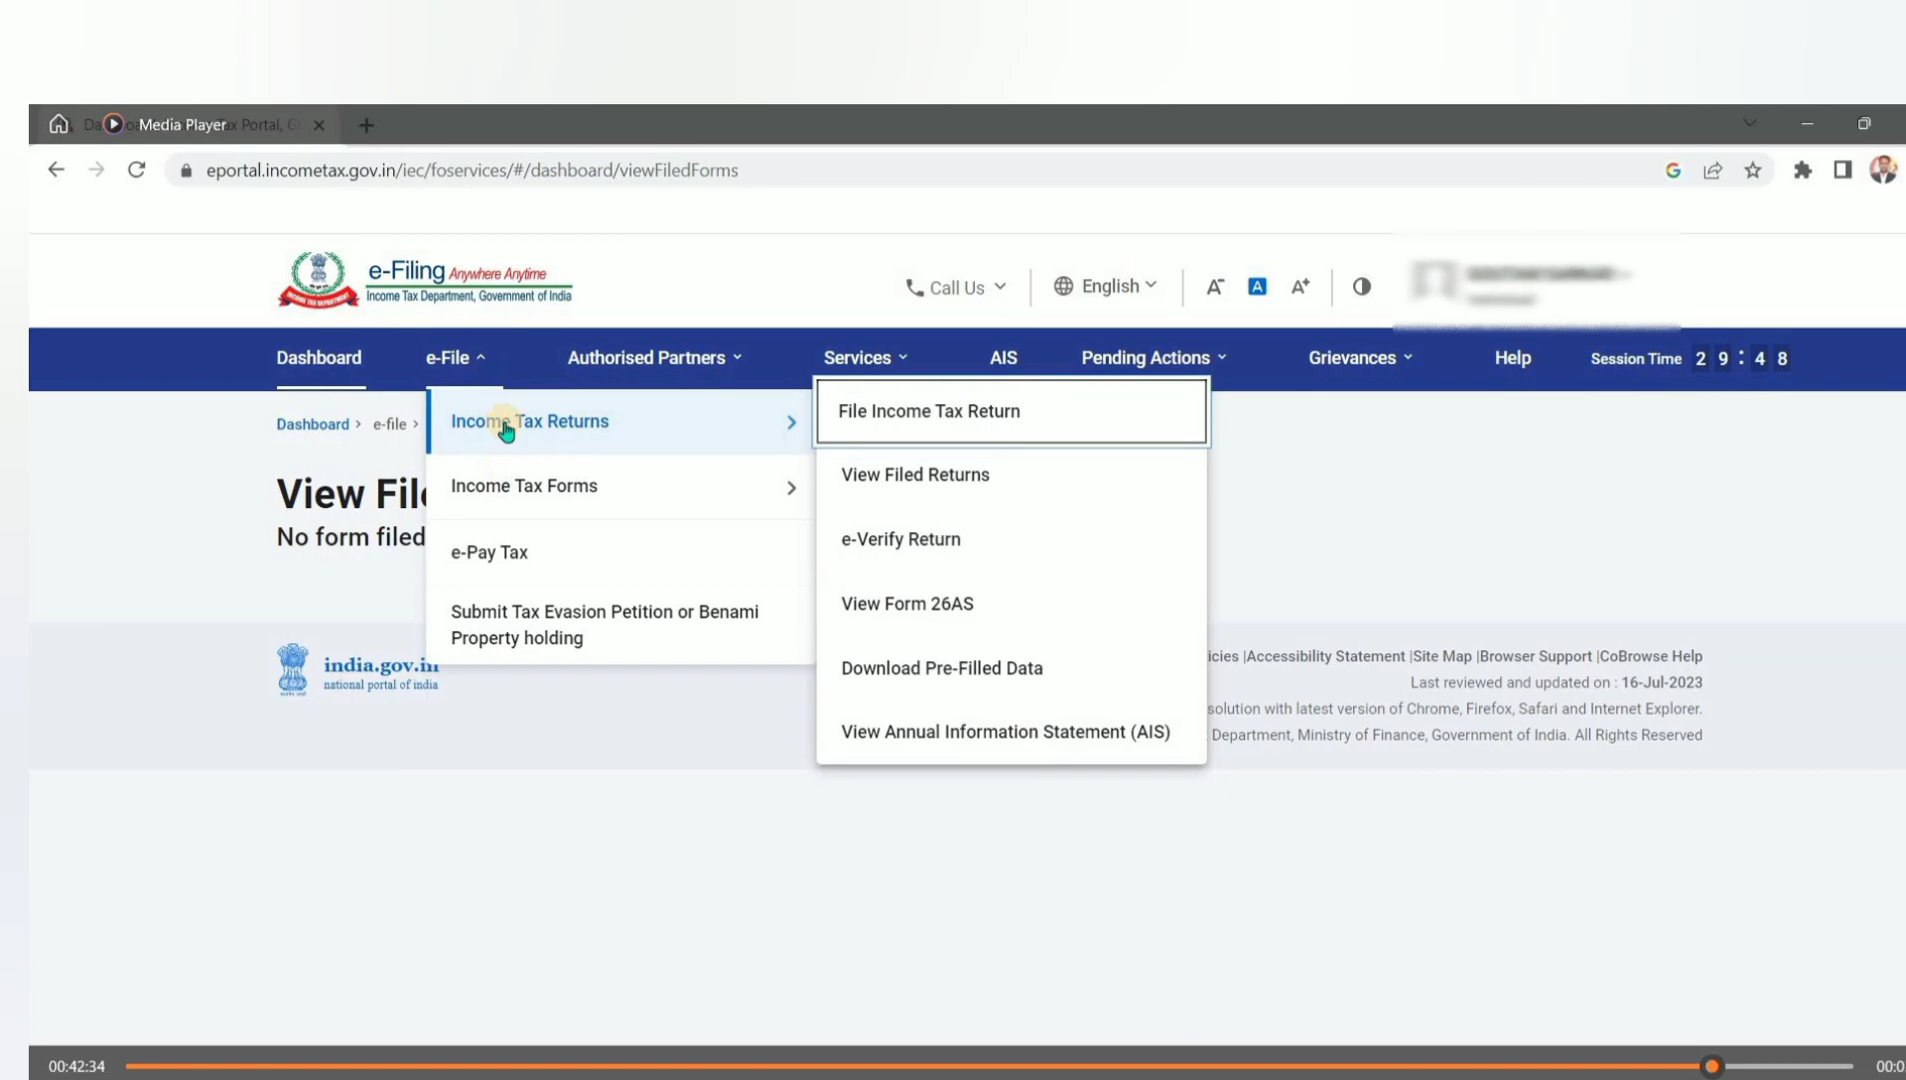 Media Player
eportal.incometax.gov.in/iec/foservices/#/dashboard/viewFiledForms
e-Filing Anywhere Anytime
Income Tax Department, Government of India
Call Us
English
A- A A+
Dashboard e-File Authorised Partners Services AIS Pending Actions Grievances Help Session Time 2 9 : 4 8
Dashboard > e-file >
Income Tax Returns
Income Tax Forms
e-Pay Tax
Submit Tax Evasion Petition or Benami
Property holding
File Income Tax Return
View Filed Returns
e-Verify Return
View Form 26AS
Download Pre-Filled Data
View Annual Information Statement (AIS)
View
No form filed
india.gov.in
national portal of india
|Accessibility Statement |Site Map |Browser Support |CoBrowse Help
Last reviewed and updated on : 16-Jul-2023
with latest version of Chrome, Firefox, Safari and Internet Explorer.
Department, Ministry of Finance, Government of India. All Rights Reserved
00:42:34